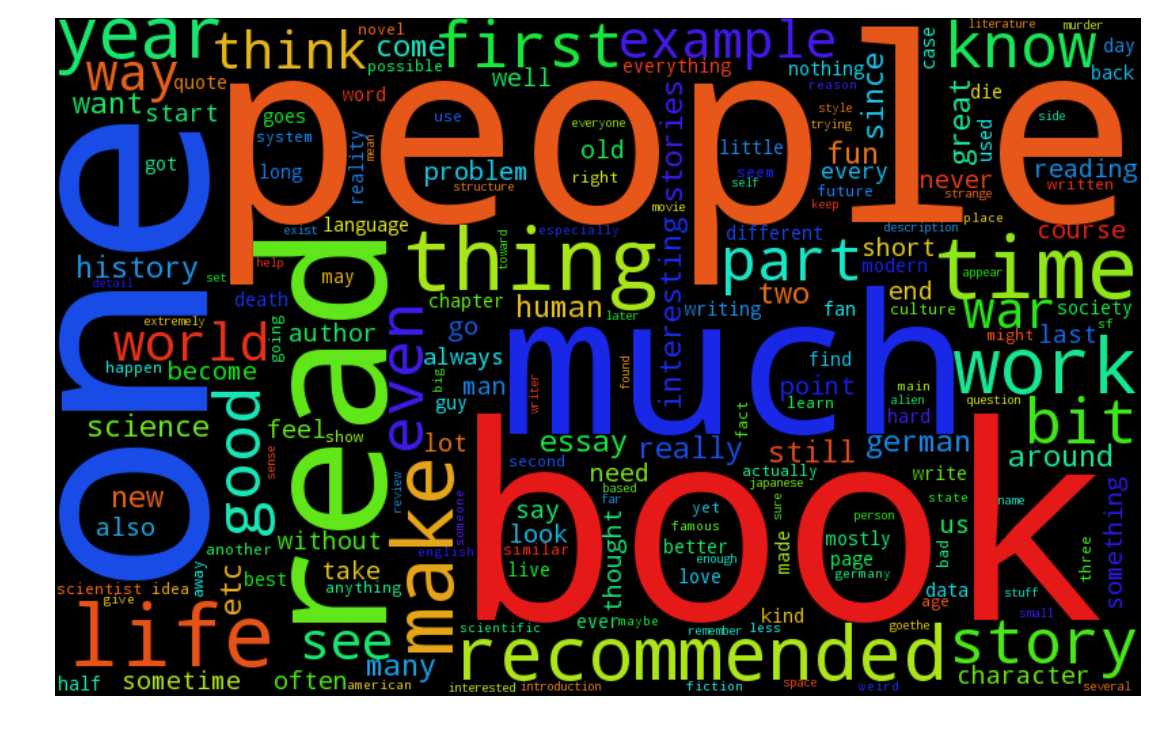 year
think
novel
come
possible
first
well
example
everything
nothing
reason
since
case
know
literature
murder
day
back
way
quote
want
start
word
goes
system
long
got
reality
mean
people
use
structure
problem
everyone
old
right
stories
little
seem
self
style
trying
fun
every
future
keep
great
used
die
side
reading
written
never
strange
place
one
exist
language
movie
especially
toward
interesting
different
description
course
history
set
help
detail
may
read
thing
part
short
modern
appear
time
death
chapter
human
later
writing
two
fan
end
culture
war
society
sf
might
last
extremely
world
going
author
even
go
always
big
man
guy
much
found
writer
find
point
learn
main
alien
hard
work
question
happen
become
science
good
feel
show
sense
lot
essay
really
fact
still
german
bit
around
new
also
review
make
second
need
based
actually
japanese
write
state
name
something
book
say
look
similar
live
far
yet
famous
better
enough
love
sure
made
person
mostly
page
germany
us
bad
three
another
without
english
someone
thought
scientist
idea
away
etc
best
take
anything
data
stuff
give
life
see
many
scientific
ever
maybe
remember
less
kind
age
goethe
small
story
half
sometime
often
american
recommended
interested
introduction
fiction
space
weird
character
several